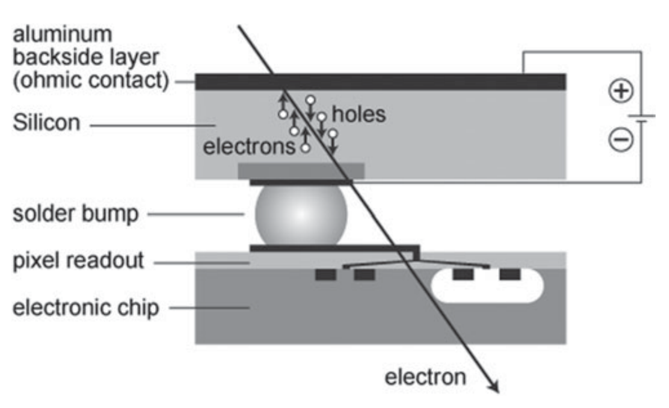 aluminum
backside layer
(ohmic contact)
Silicon
holes
electrons
solder bump
pixel readout
electronic chip
electron
+
−